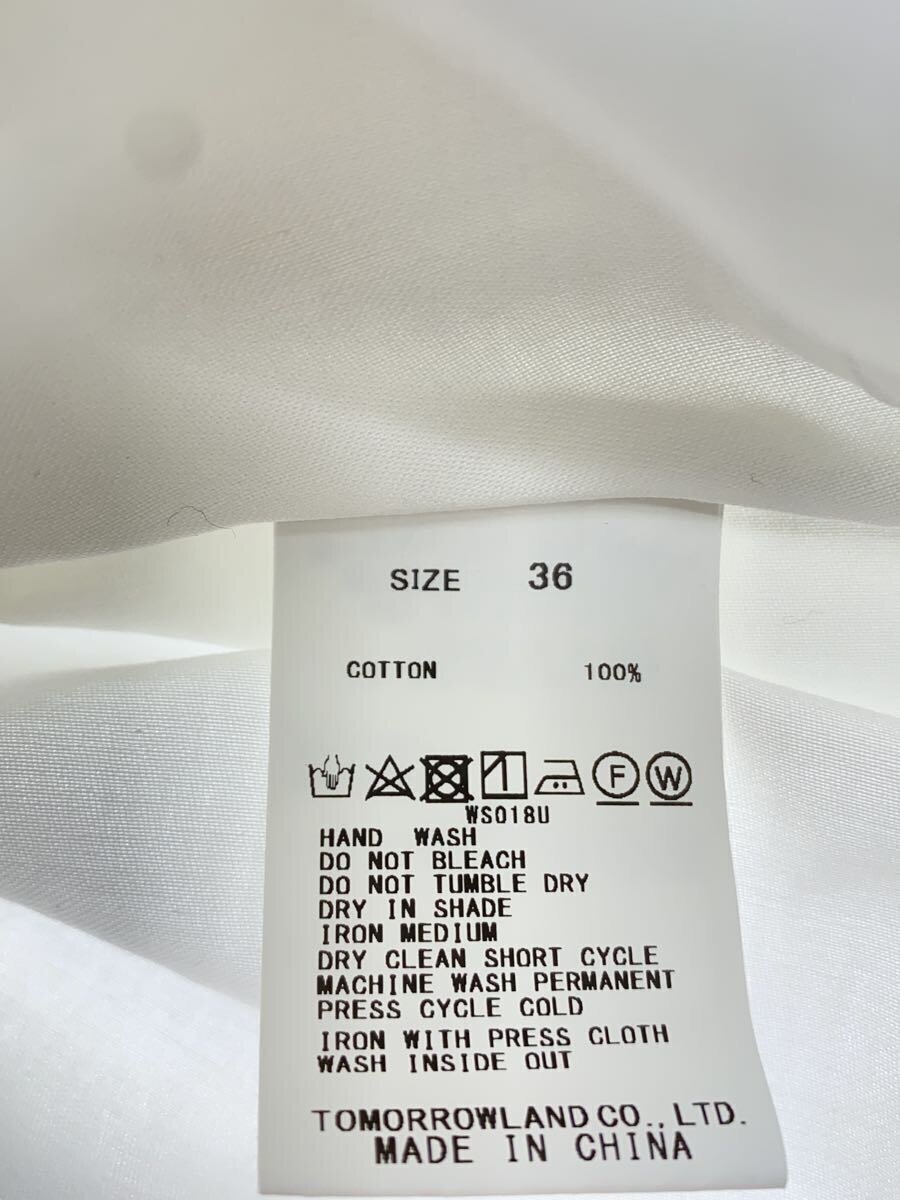 SIZE 36
COTTON 100%
F W
WS018U
HAND WASH
DO NOT BLEACH
DO NOT TUMBLE DRY
DRY IN SHADE
IRON MEDIUM
DRY CLEAN SHORT CYCLE
MACHINE WASH PERMANENT
PRESS CYCLE COLD
IRON WITH PRESS CLOTH
WASH INSIDE OUT
TOMORROWLAND CO., LTD.
MADE IN CHINA